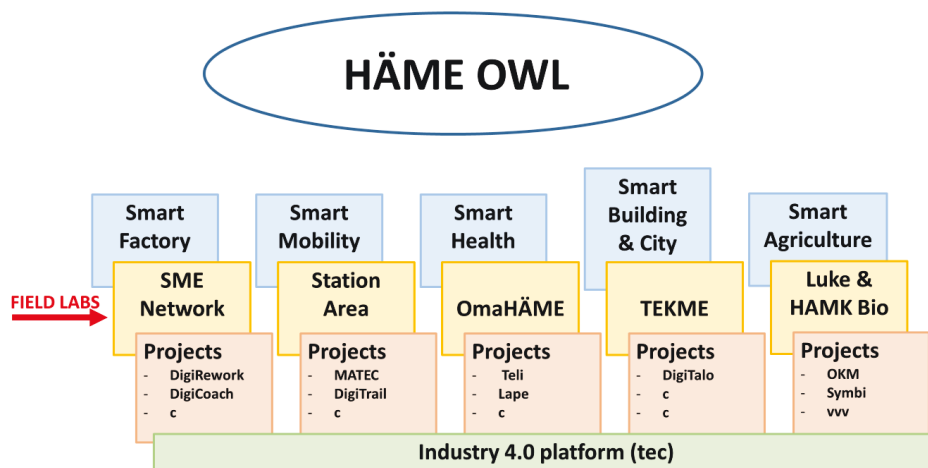 HÄME OWL
Smart
Factory
Smart
Mobility
Smart
Health
Smart
Building
& City
Smart
Agriculture
FIELD LABS
SME
Network
Station
Area
OmaHÄME
TEKME
Luke &
HAMK Bio
Projects
- DigiRework
- DigiCoach
- c
Projects
- MATEC
- DigiTrail
- c
Projects
- Teli
- Lape
- c
Projects
- DigiTalo
- c
- c
Projects
- OKM
- Symbi
- vvv
Industry 4.0 platform (tec)